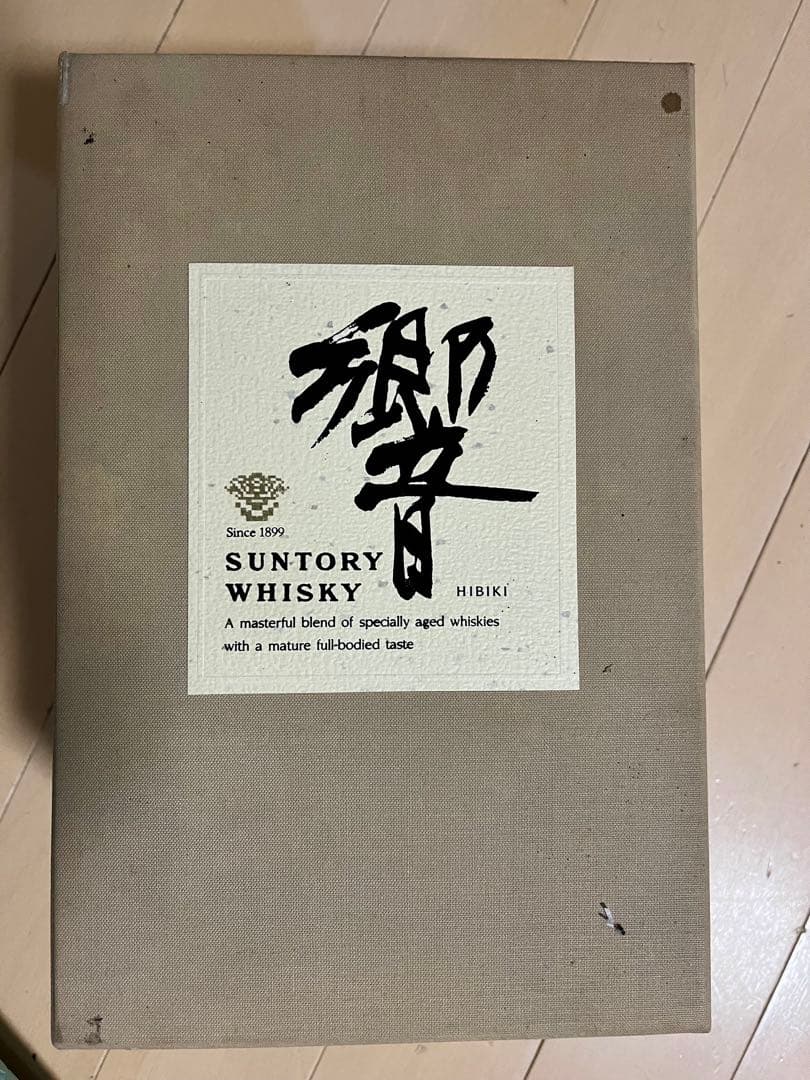 響
Since 1899
SUNTORY
WHISKY
HIBIKI
A masterful blend of specially aged whiskies
with a mature full-bodied taste